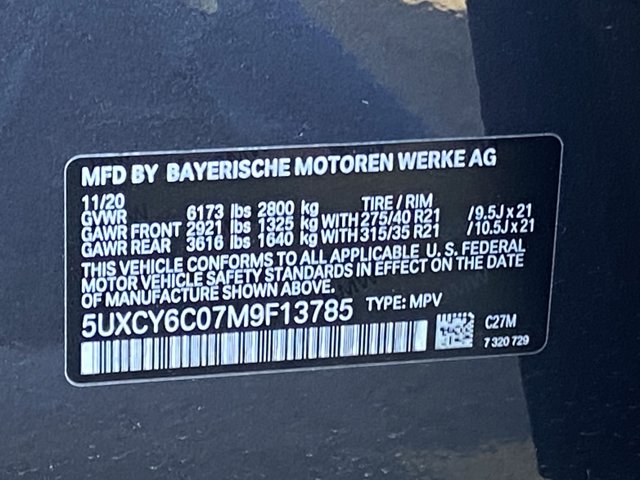 MFD BY BAYERISCHE MOTOREN WERKE AG
11/20 TIRE / RIM
GVWR 6173 lbs 2800 kg
GAWR FRONT 2921 lbs 1325 kg WITH 275/40 R21 / 9.5J x 21
GAWR REAR 3616 lbs 1640 kg WITH 315/35 R21 / 10.5J x 21
THIS VEHICLE CONFORMS TO ALL APPLICABLE U. S. FEDERAL
MOTOR VEHICLE SAFETY STANDARDS IN EFFECT ON THE DATE
OF MANUFACTURE SHOWN ABOVE.
5UXCY6C07M9F13785 TYPE: MPV
C27M
7 320 729